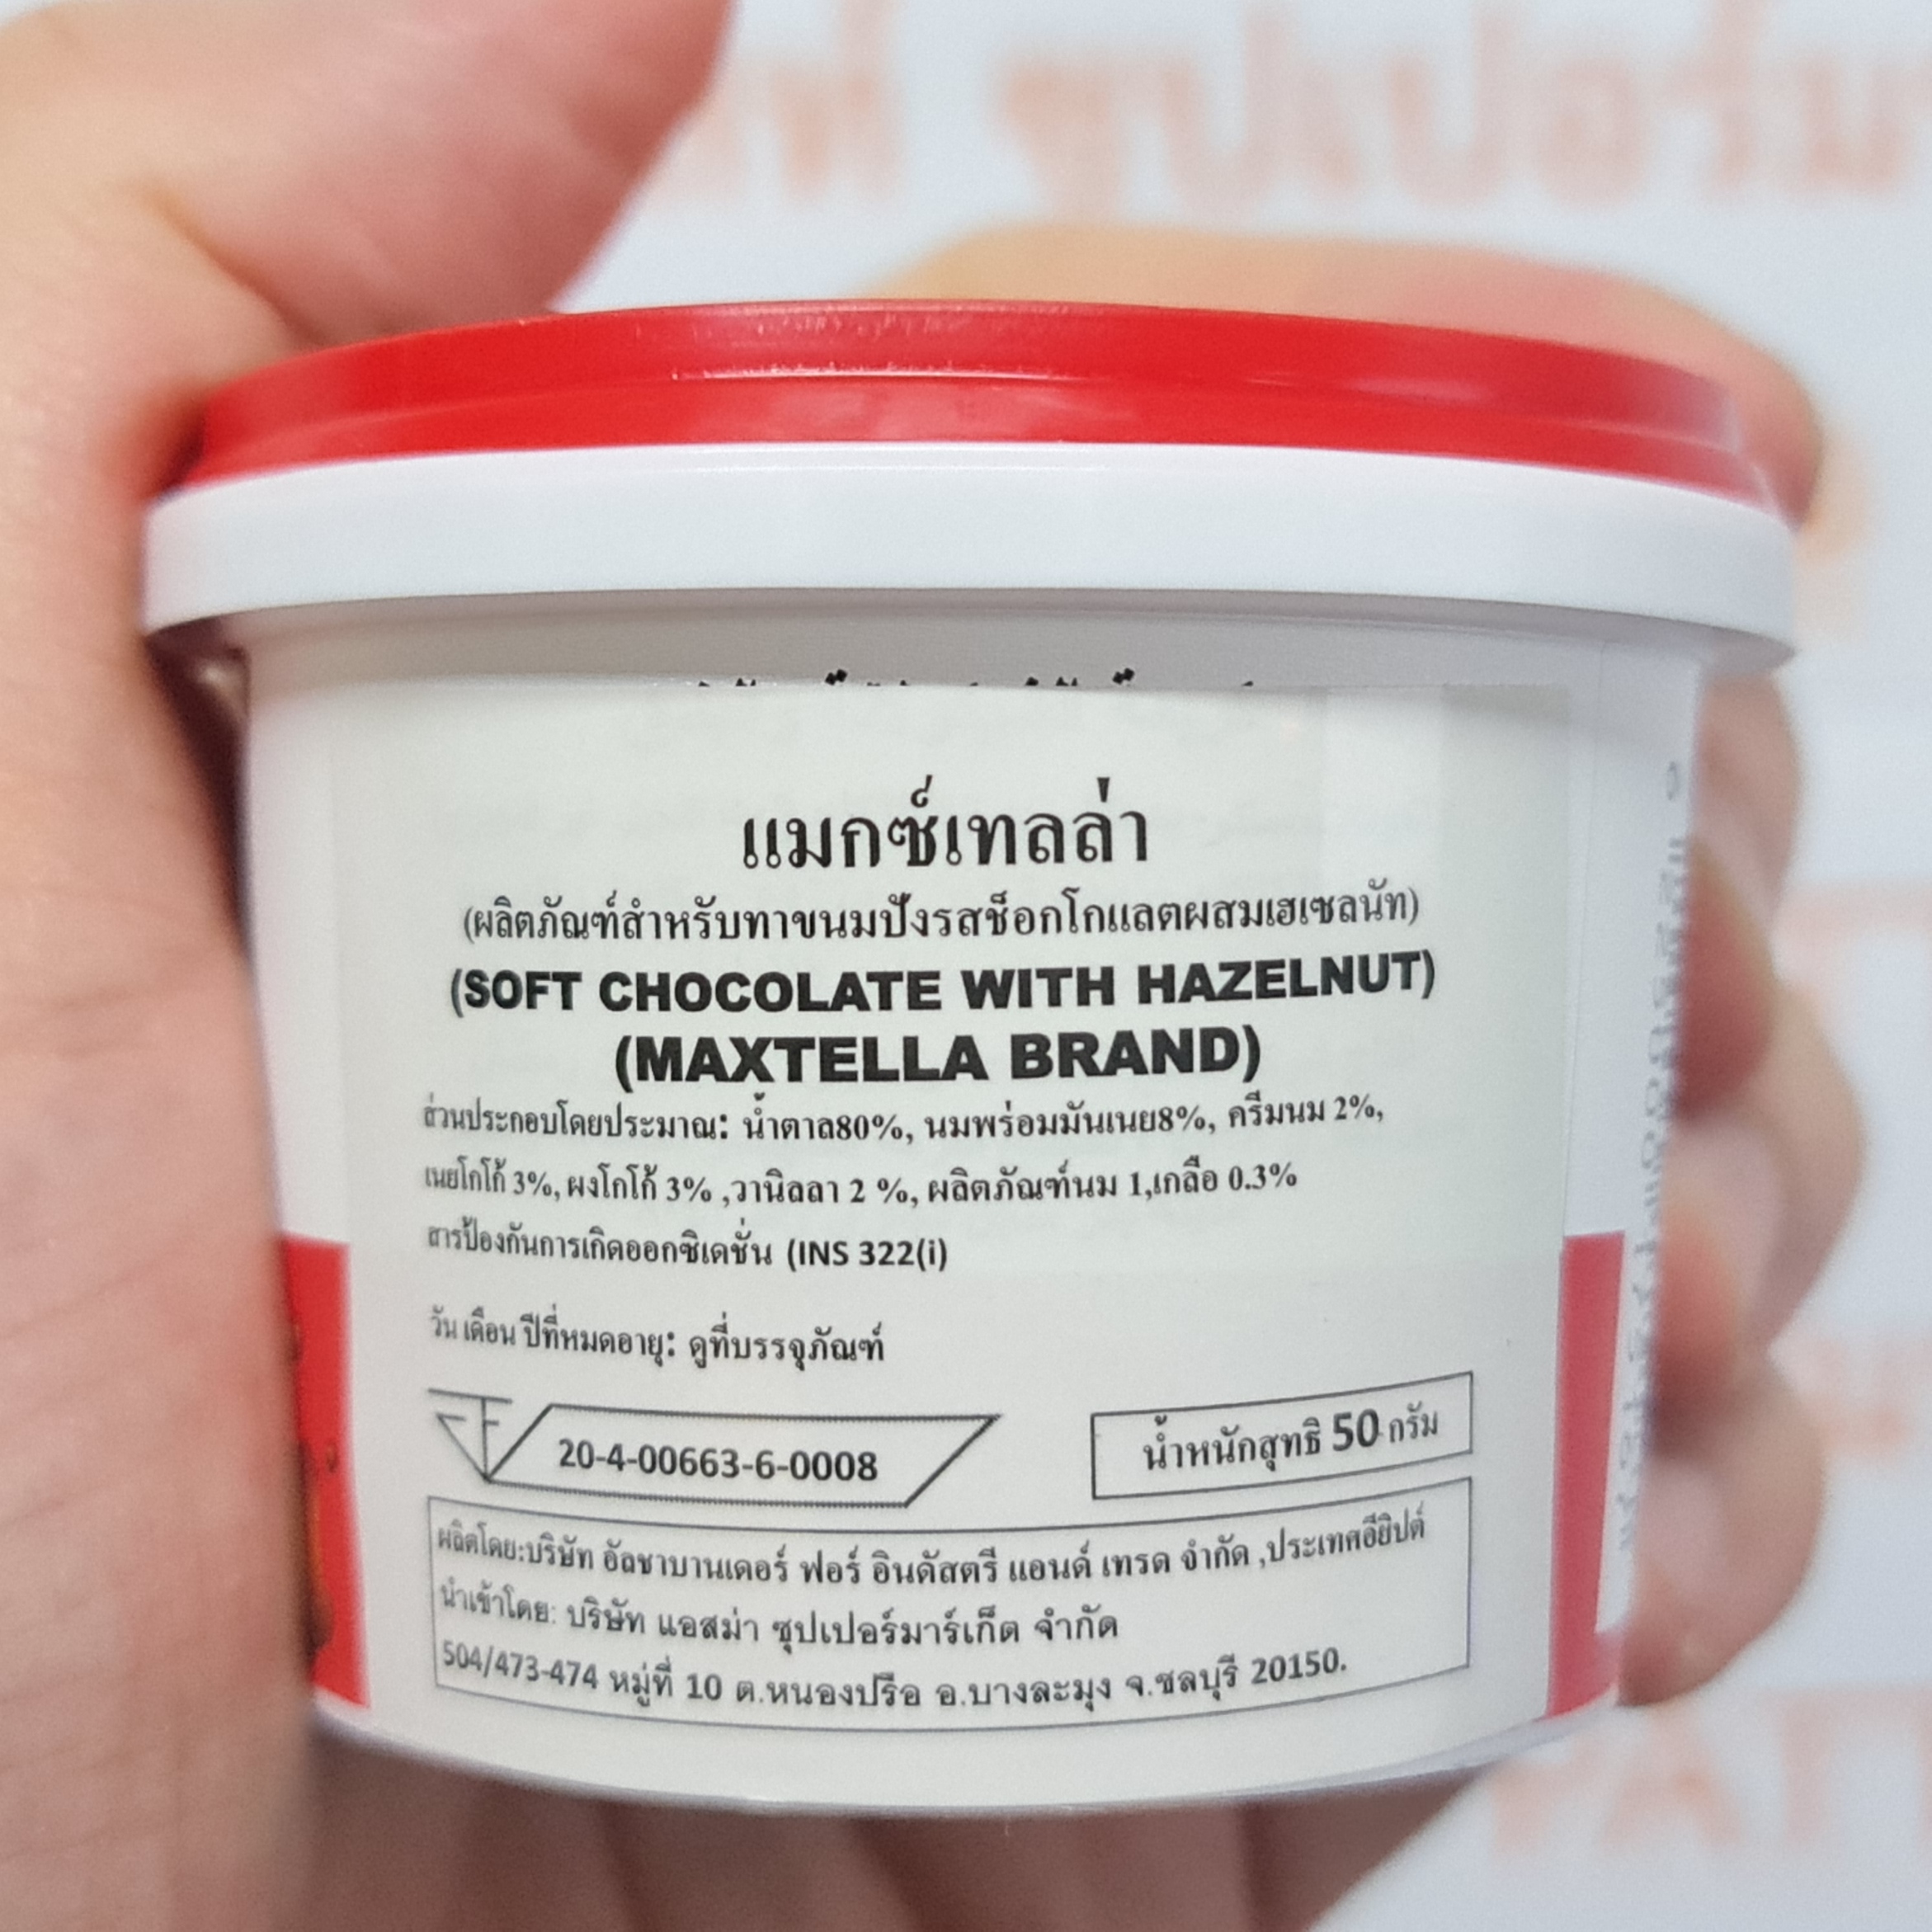 แมกซ์เทลล่า
(ผลิตภัณฑ์สำหรับทาขนมปังรสช็อกโกแลตผสมเฮเซลนัท)
(SOFT CHOCOLATE WITH HAZELNUT)
(MAXTELLA BRAND)
ส่วนประกอบโดยประมาณ: น้ำตาล80%, นมพร่อมมันเนย8%, ครีมนม 2%,
เนยโกโก้ 3%, ผงโกโก้ 3% ,วานิลลา 2 %, ผลิตภัณฑ์นม 1,เกลือ 0.3%
สารป้องกันการเกิดออกซิเดชั่น (INS 322(i)
วัน เดือน ปีที่หมดอายุ: ดูที่บรรจุภัณฑ์
20-4-00663-6-0008
น้ำหนักสุทธิ 50 กรัม
ผลิตโดย:บริษัท อัลชาบานเดอร์ ฟอร์ อินดัสตรี แอนด์ เทรด จำกัด ,ประเทศอียิปต์
นำเข้าโดย: บริษัท แอสม่า ซุปเปอร์มาร์เก็ต จำกัด
504/473-474 หมู่ที่ 10 ต.หนองปรือ อ.บางละมุง จ.ชลบุรี 20150.